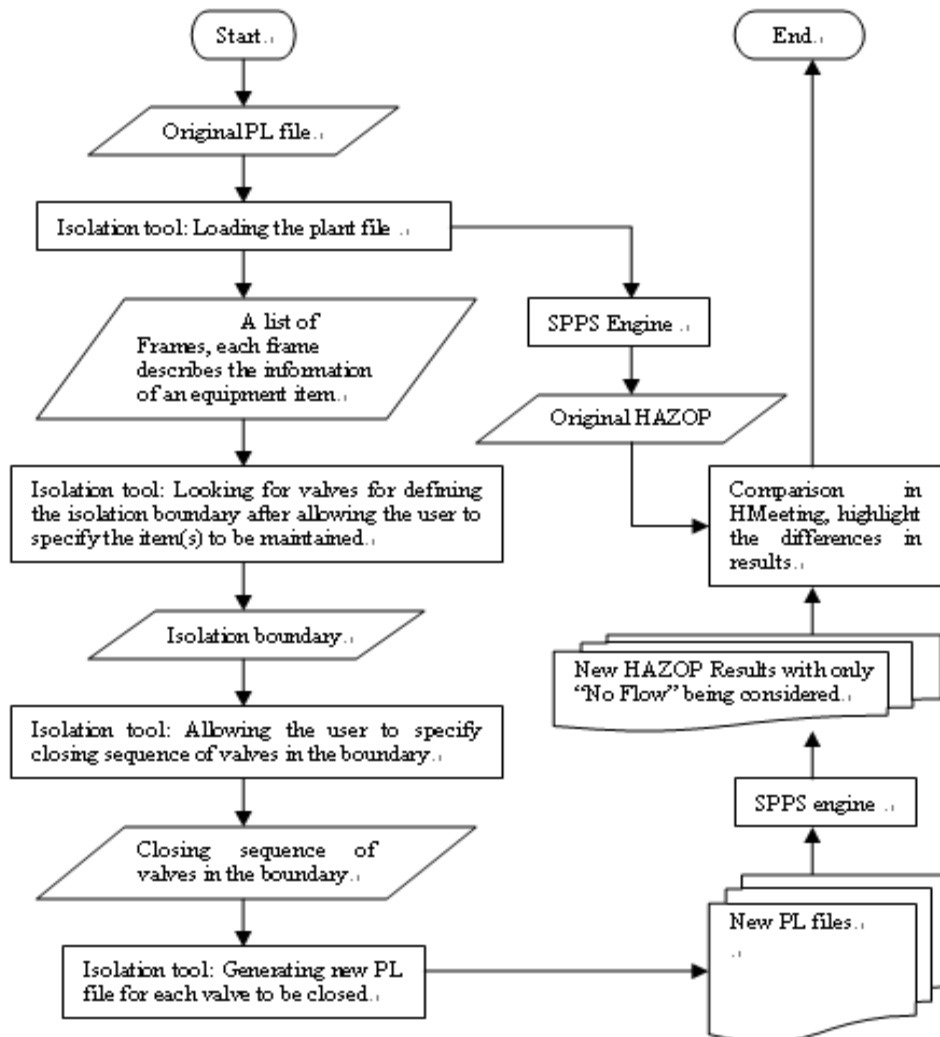 Start
Original PL file
Isolation tool: Loading the plant file
A list of
Frames, each frame
describes the information
of an equipment item.
Isolation tool: Looking for valves for defining
the isolation boundary after allowing the user to
specify the item(s) to be maintained.
Isolation boundary
Isolation tool: Allowing the user to specify
closing sequence of valves in the boundary.
Closing sequence of
valves in the boundary.
Isolation tool: Generating new PL
file for each valve to be closed.
SPPS Engine
Original HAZOP
End
Comparison in
HMeeting, highlight
the differences in
results.
New HAZOP Results with only
“No Flow” being considered.
SPPS engine
New PL files